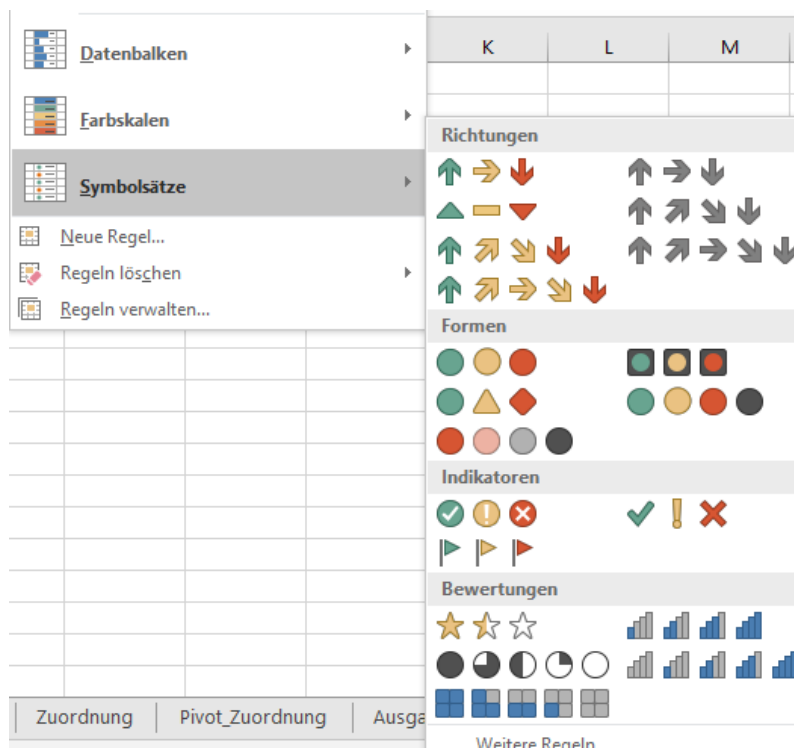 K L M
Datenbalken
Farbskalen
Symbolsätze
Neue Regel...
Regeln löschen
Regeln verwalten...
Richtungen
Formen
Indikatoren
Bewertungen
Weitere Regeln
Zuordnung Pivot_Zuordnung Ausga